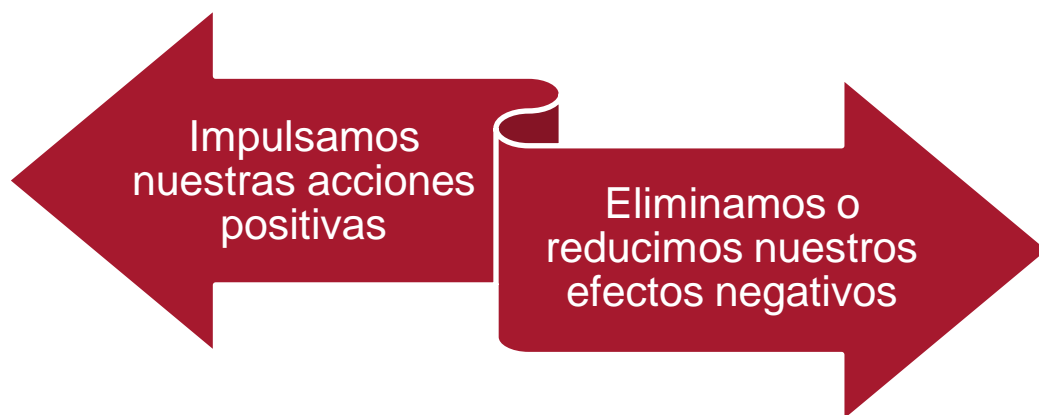 Impulsamos
nuestras acciones
positivas
Eliminamos o
reducimos nuestros
efectos negativos